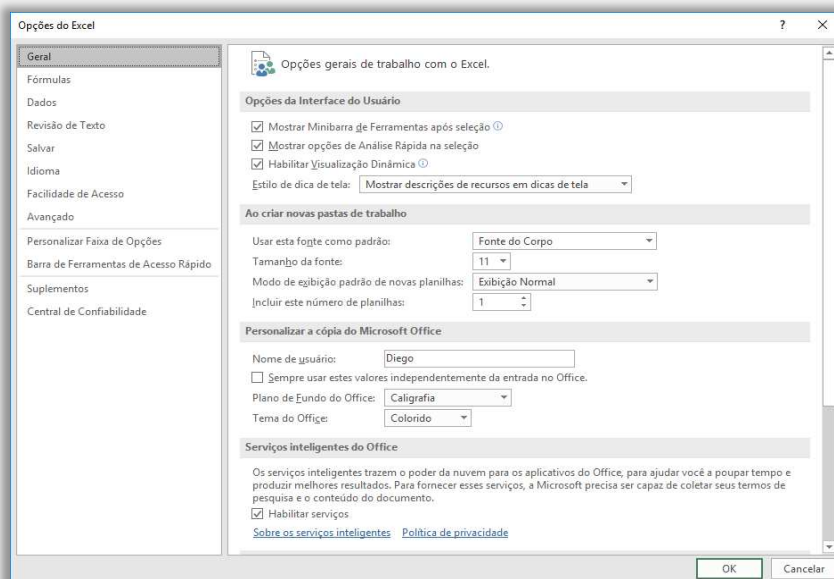 Opções do Excel
?
Geral
Fórmulas
Dados
Revisão de Texto
Salvar
Idioma
Facilidade de Acesso
Avançado
Personalizar Faixa de Opções
Barra de Ferramentas de Acesso Rápido
Suplementos
Central de Confiabilidade
Opções gerais de trabalho com o Excel.
Opções da Interface do Usuário
Mostrar Minibarra de Ferramentas após seleção
Mostrar opções de Análise Rápida na seleção
Habilitar Visualização Dinâmica
Estilo de dica de tela: Mostrar descrições de recursos em dicas de tela
Ao criar novas pastas de trabalho
Usar esta fonte como padrão: Fonte do Corpo
Tamanho da fonte: 11
Modo de exibição padrão de novas planilhas: Exibição Normal
Incluir este número de planilhas: 1
Personalizar a cópia do Microsoft Office
Nome de usuário: Diego
Sempre usar estes valores independentemente da entrada no Office.
Plano de Fundo do Office: Caligrafia
Tema do Office: Colorido
Serviços inteligentes do Office
Os serviços inteligentes trazem o poder da nuvem para os aplicativos do Office, para ajudar você a poupar tempo e
produzir melhores resultados. Para fornecer esses serviços, a Microsoft precisa ser capaz de coletar seus termos de
pesquisa e o conteúdo do documento.
Habilitar serviços
Sobre os serviços inteligentes Política de privacidade
OK Cancelar